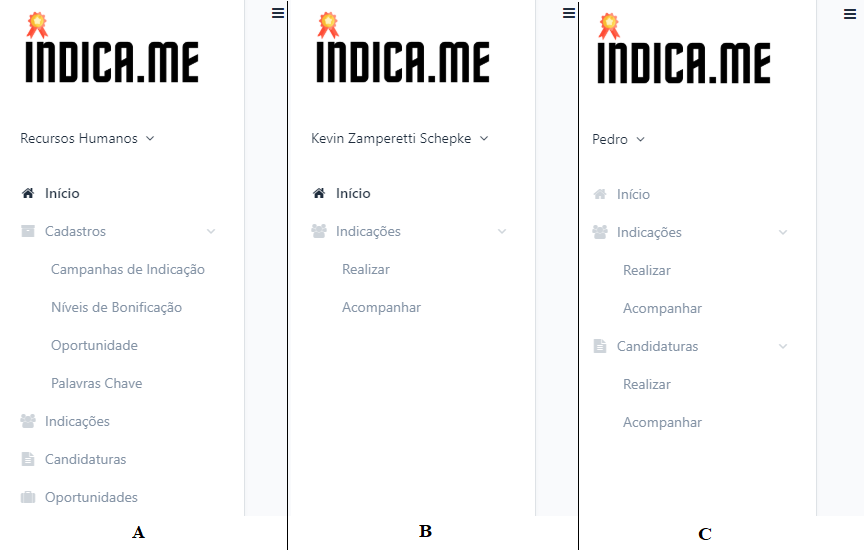 INDICA.ME
Recursos Humanos
Início
Cadastros
Campanhas de Indicação
Níveis de Bonificação
Oportunidade
Palavras Chave
Indicações
Candidaturas
Oportunidades
A
INDICA.ME
Kevin Zamperetti Schepke
Início
Indicações
Realizar
Acompanhar
B
INDICA.ME
Pedro
Início
Indicações
Realizar
Acompanhar
Candidaturas
Realizar
Acompanhar
C